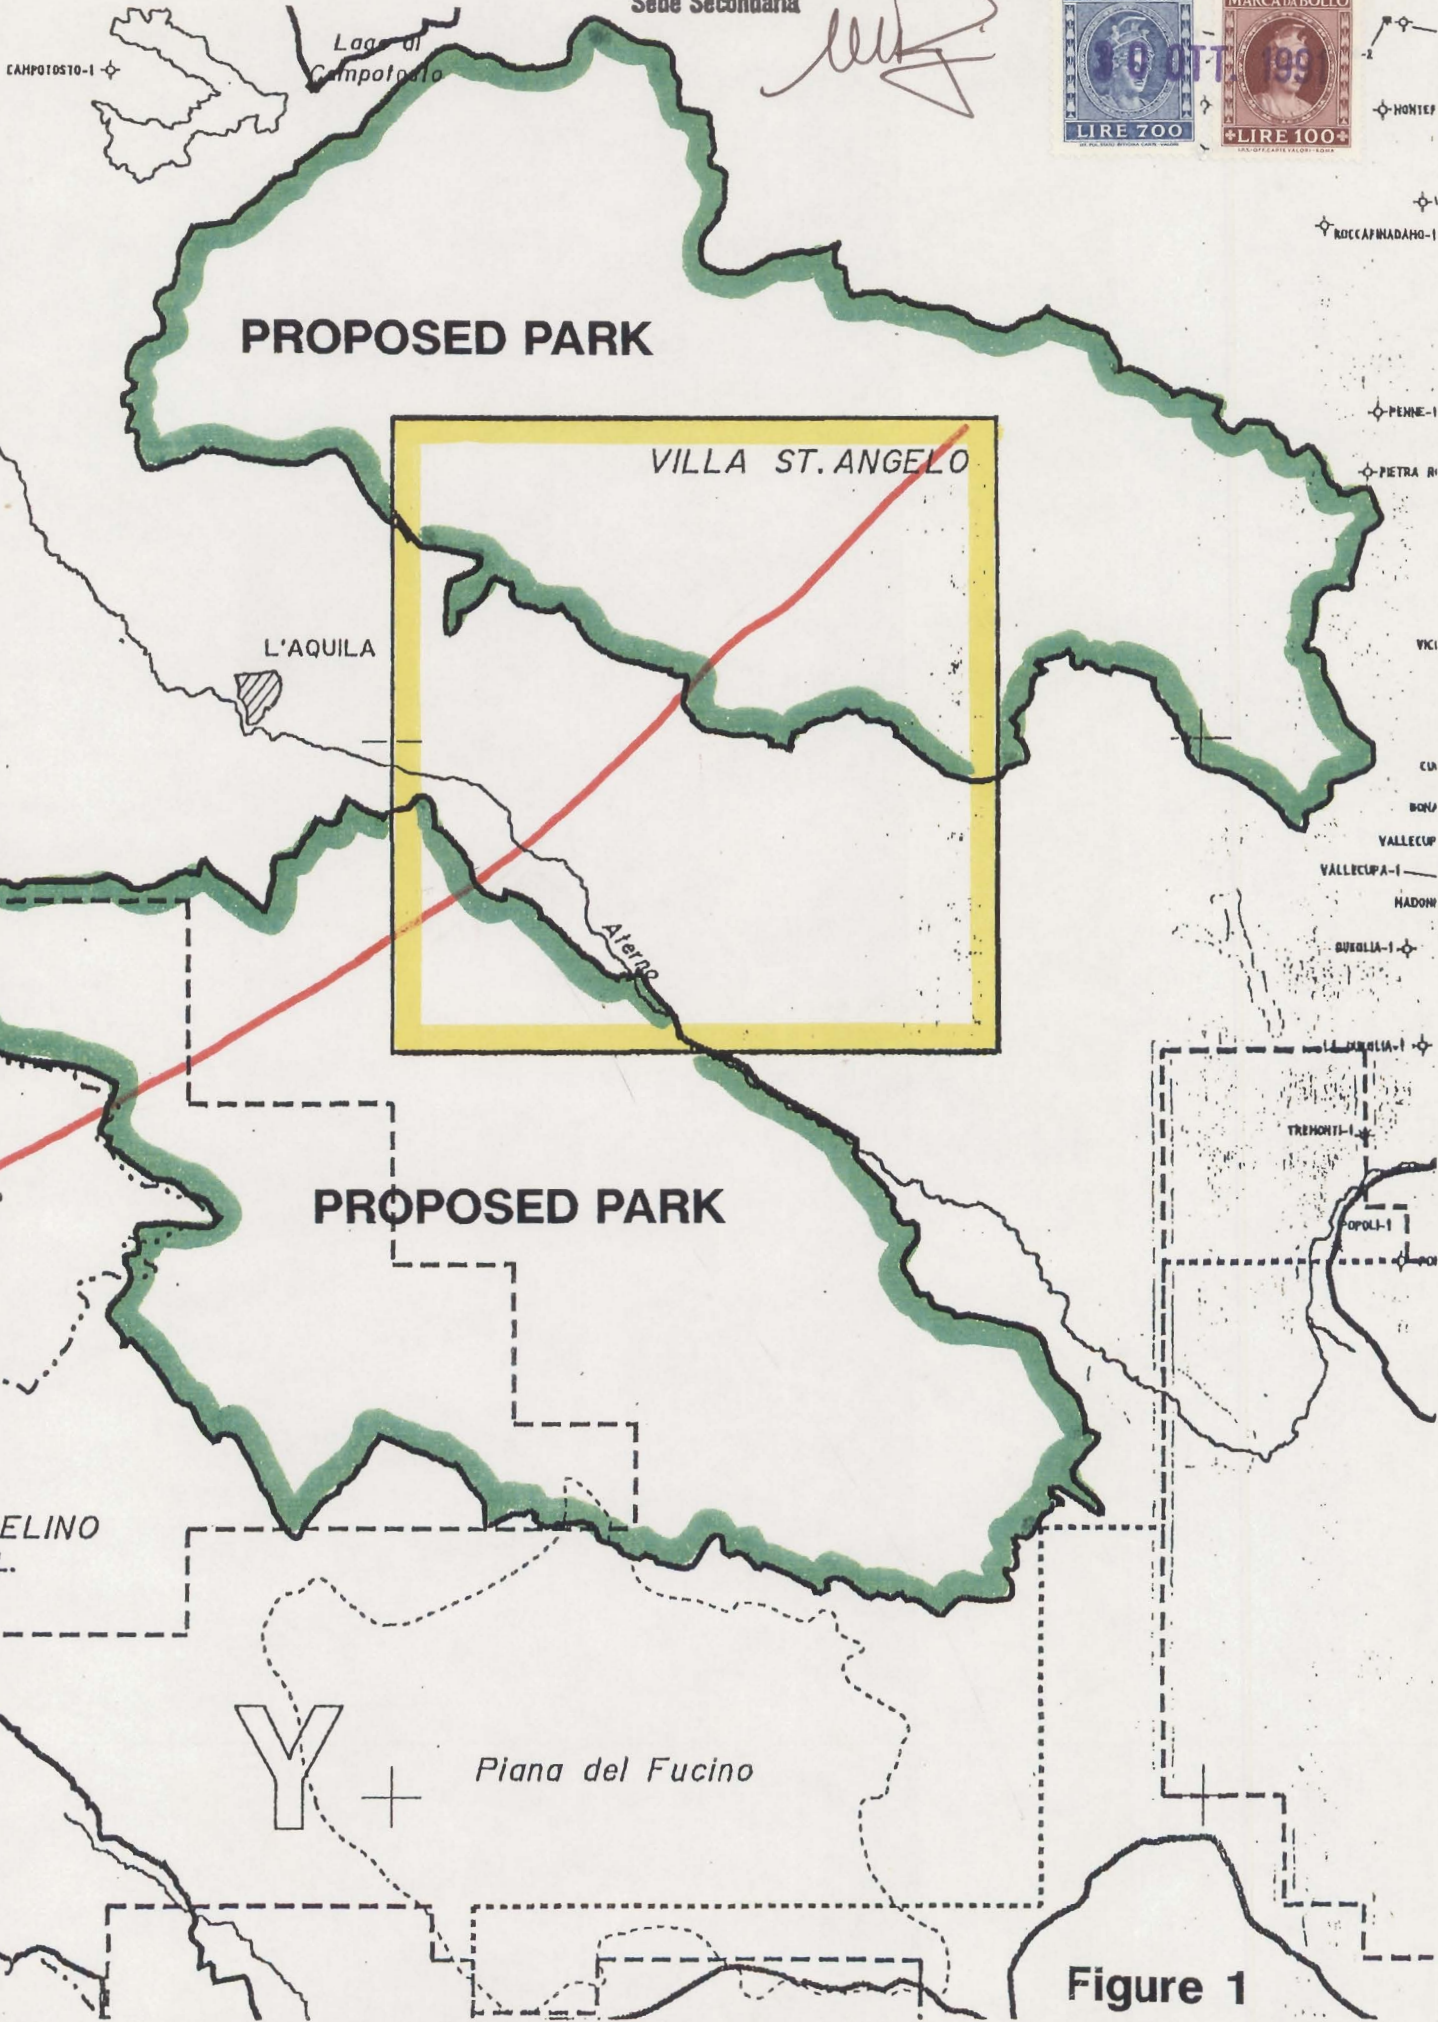 Sede Secondaria
MARCA DA BOLLO
Lago di
Campotosto
CAMPOTOSTO-1
30 OTT. 199
LIRE 700
LIRE 100
-2
ROCCAFINADAMO-1
PROPOSED PARK
PENNE-1
VILLA ST. ANGELO
PIETRA
L'AQUILA
VALLECUP
VALLECUPA-1
Aterno
TREMONTI-1
PROPOSED PARK
POPOLI-1
ELINO
Y
Piana del Fucino
Figure 1